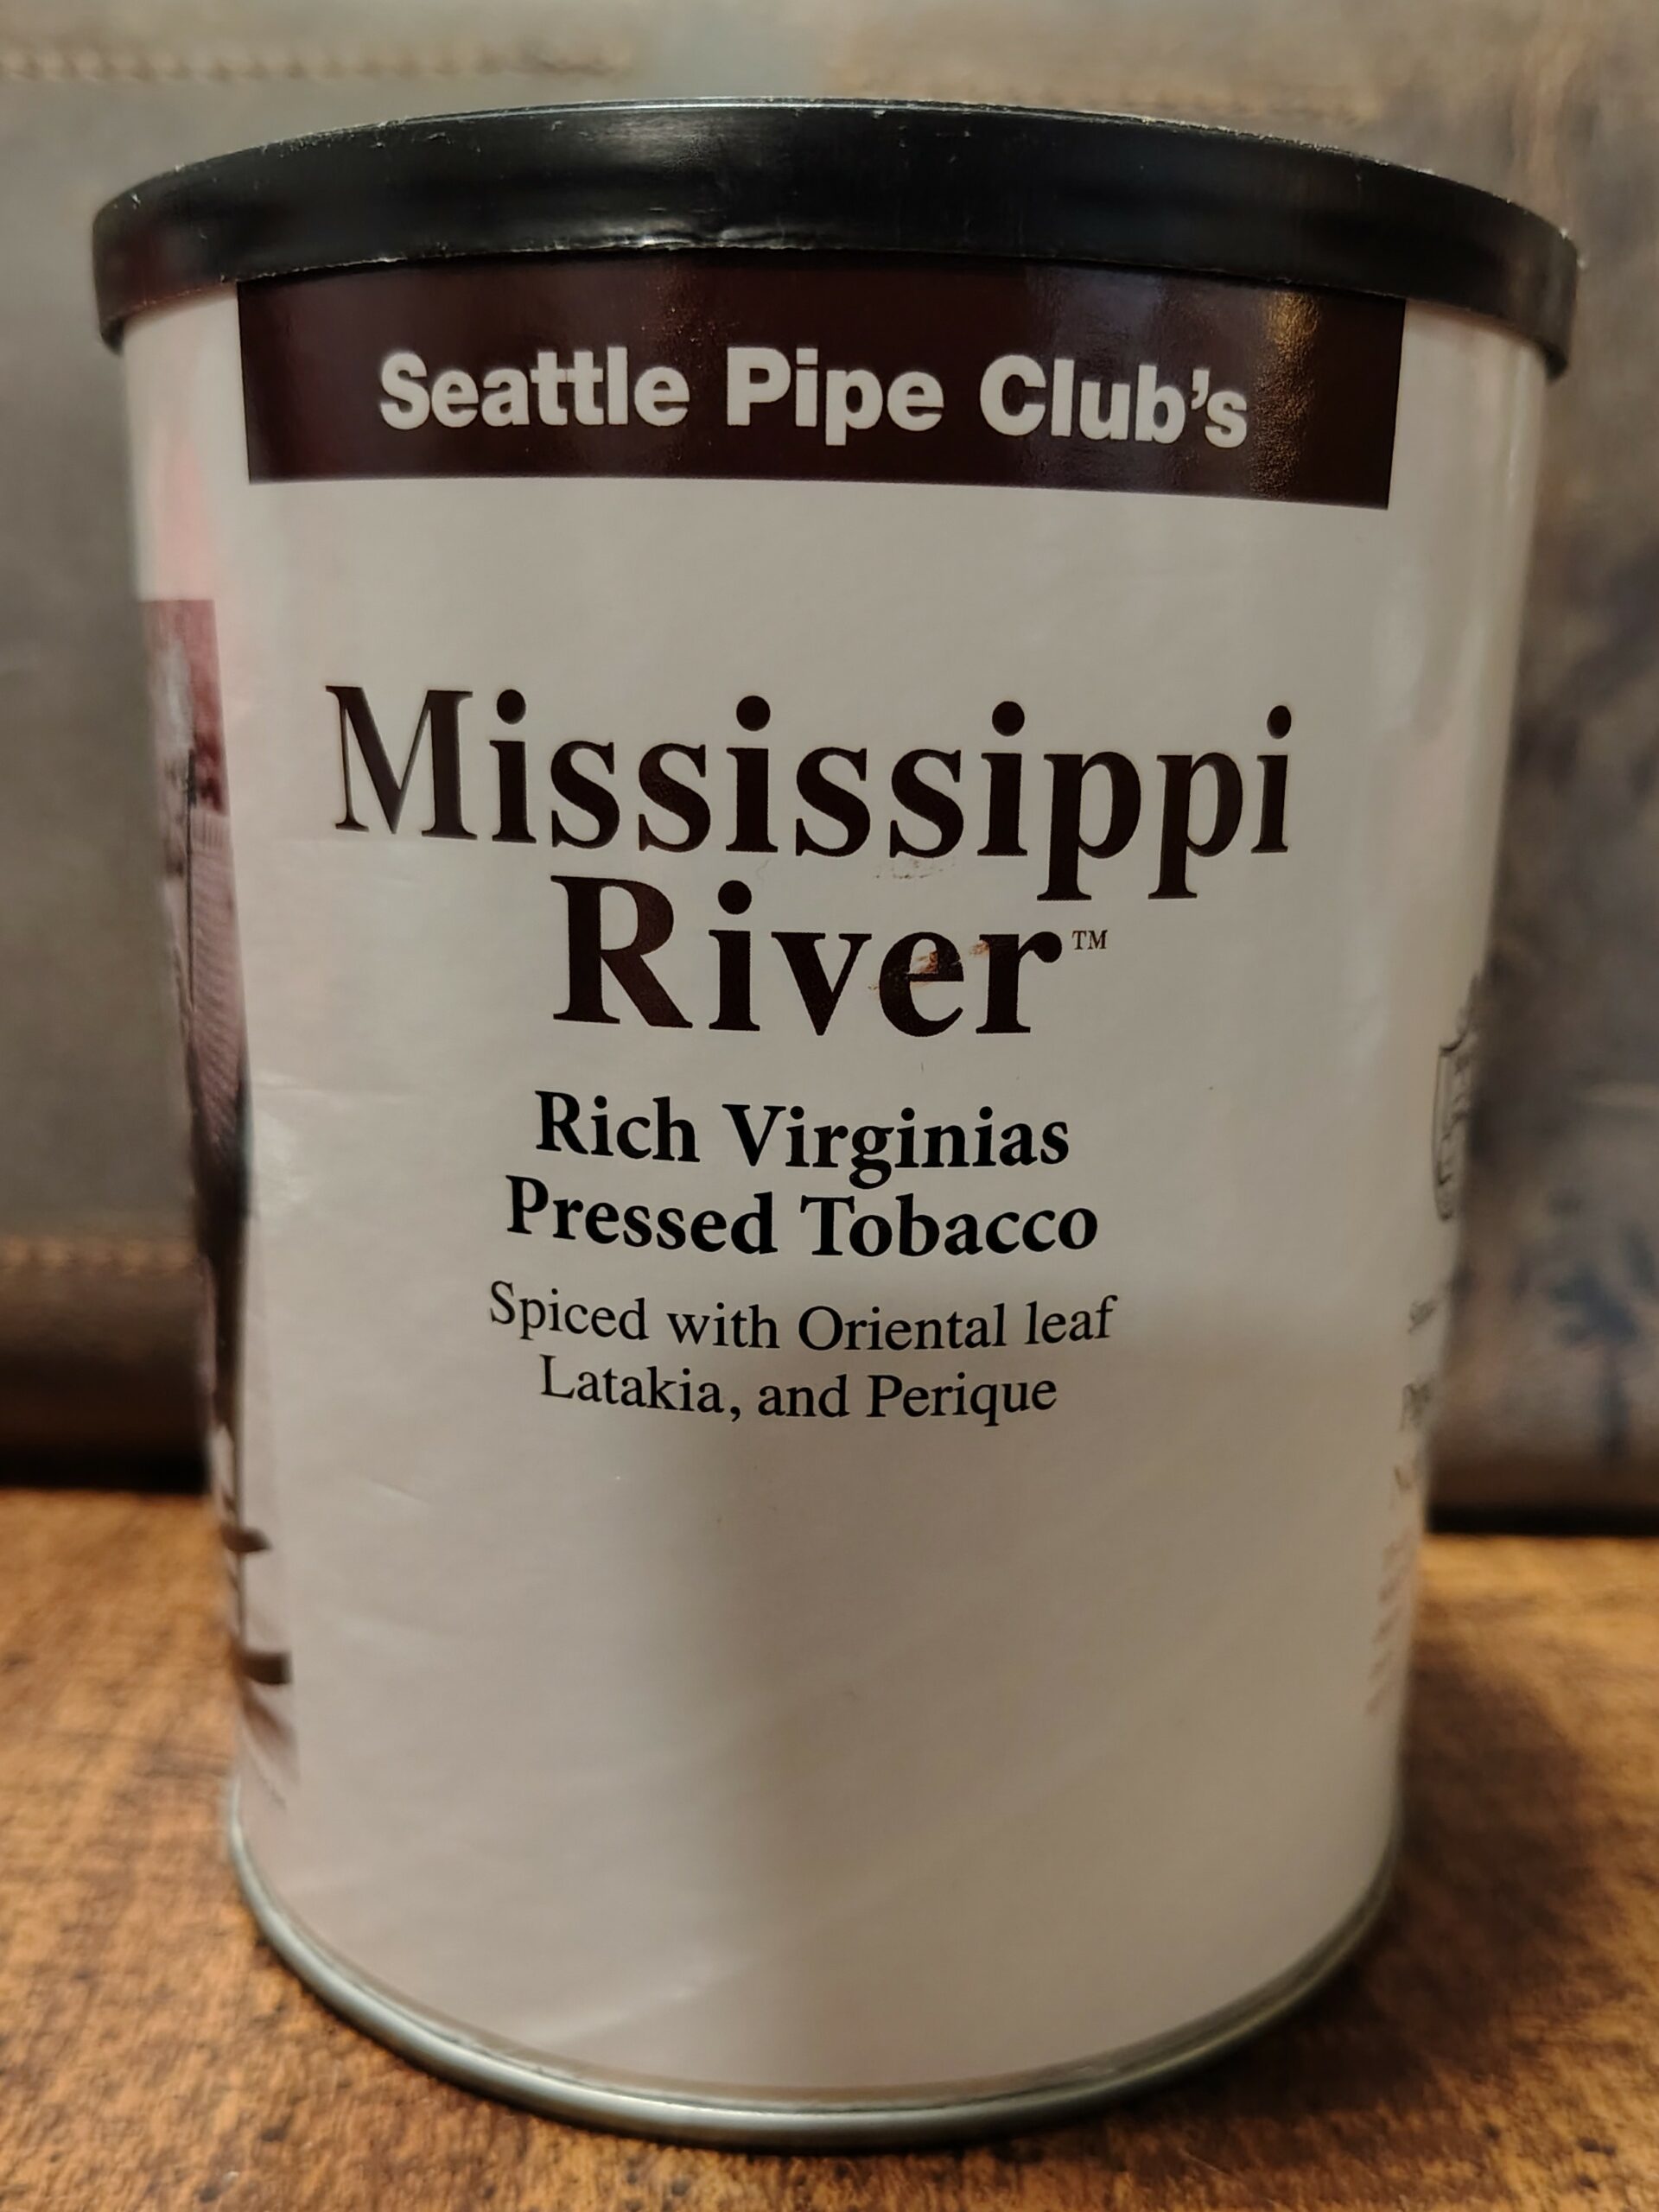 Seattle Pipe Club's
Mississippi
River™
Rich Virginias
Pressed Tobacco
Spiced with Oriental leaf
Latakia, and Perique